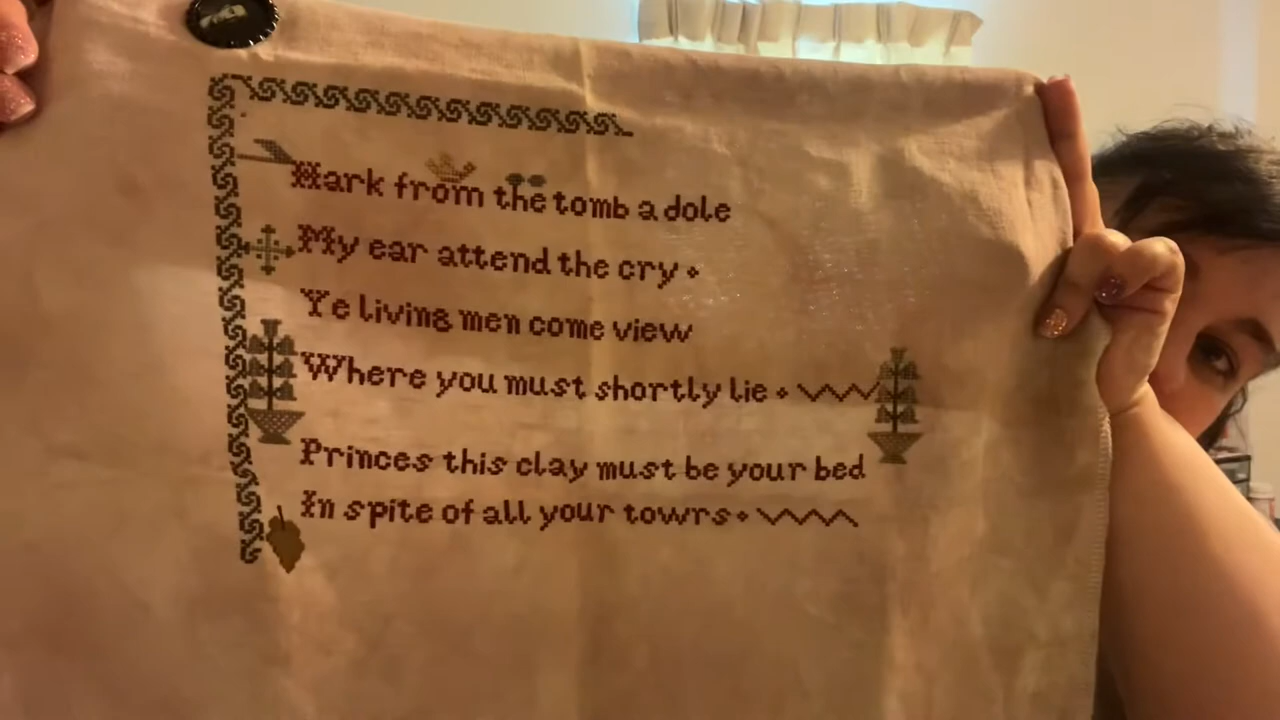 Hark from the tomb a dole
My ear attend the cry
Ye living men come view
Where you must shortly lie
Princes this clay must be your bed
In spite of all your towrs